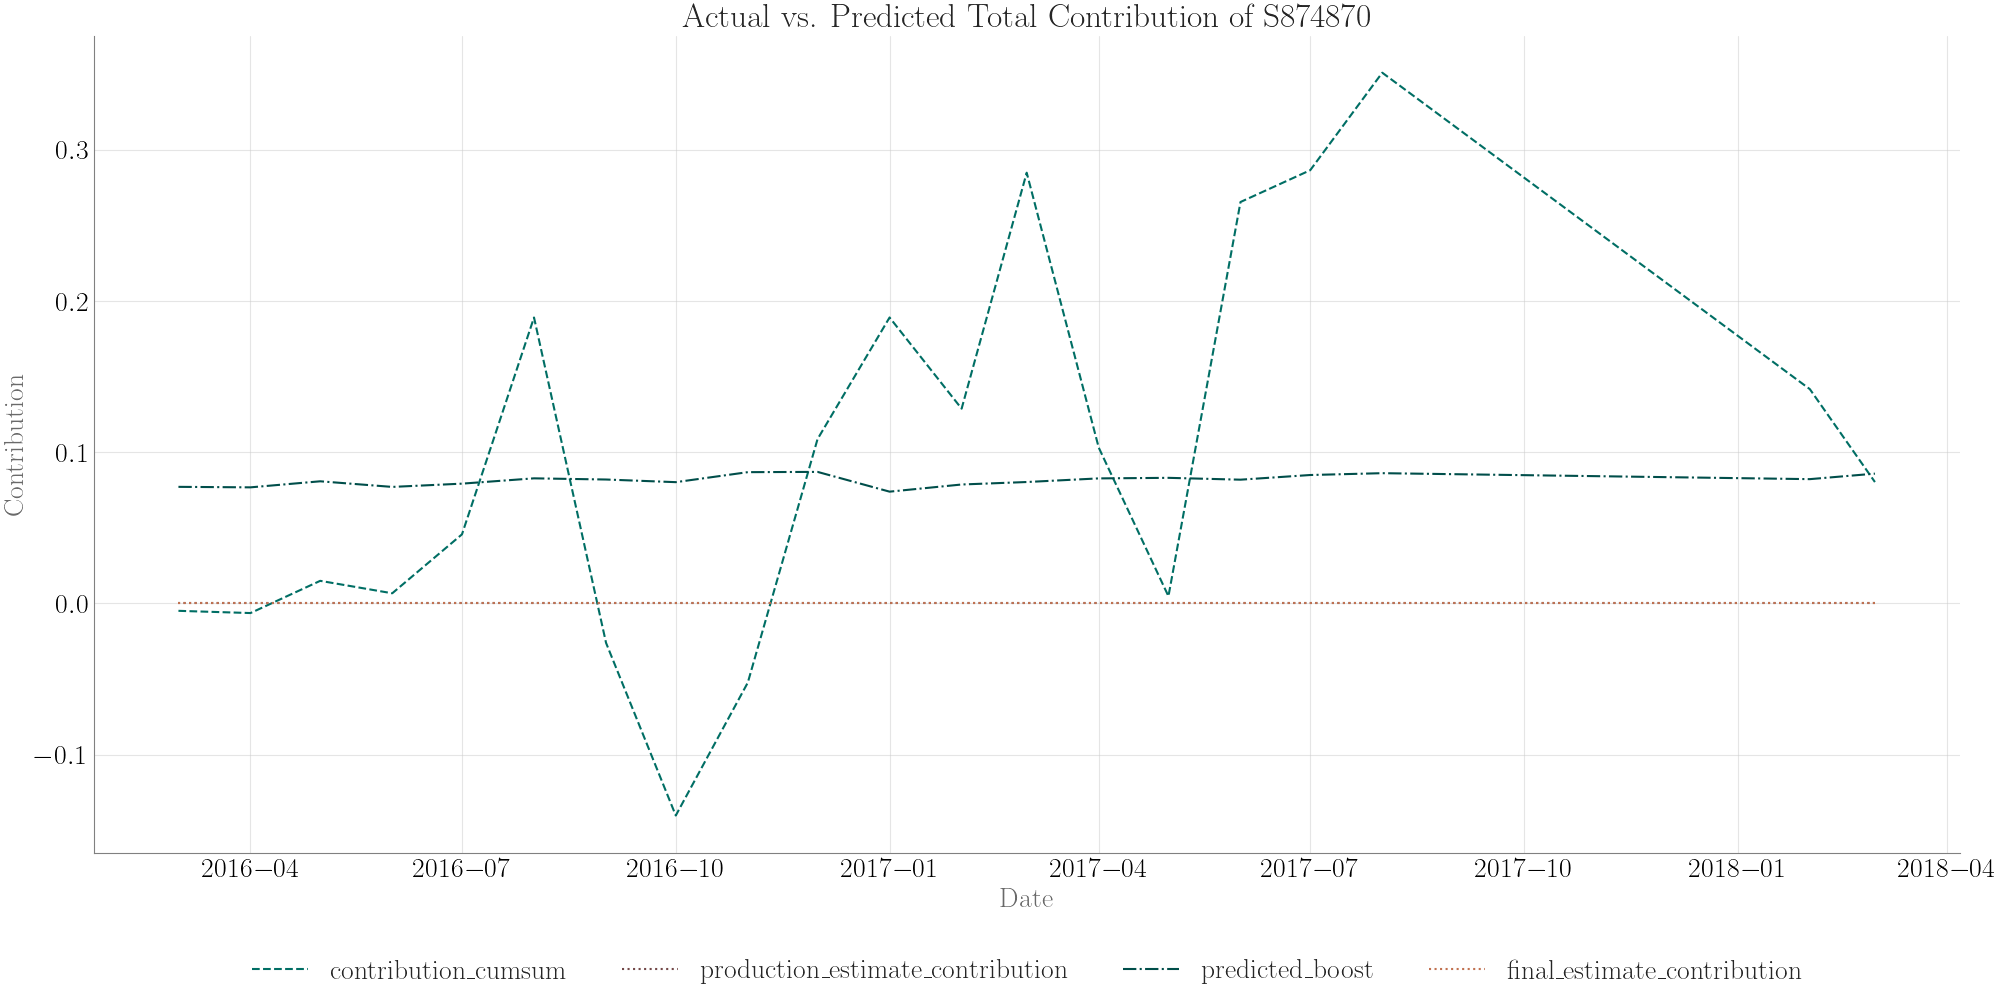 Actual vs. Predicted Total Contribution of S874870
Contribution
0.3
0.2
0.1
0.0
−0.1
2016−04 2016−07 2016−10 2017−01 2017−04 2017−07 2017−10 2018−01 2018−04
Date
contribution_cumsum production_estimate_contribution predicted_boost final_estimate_contribution